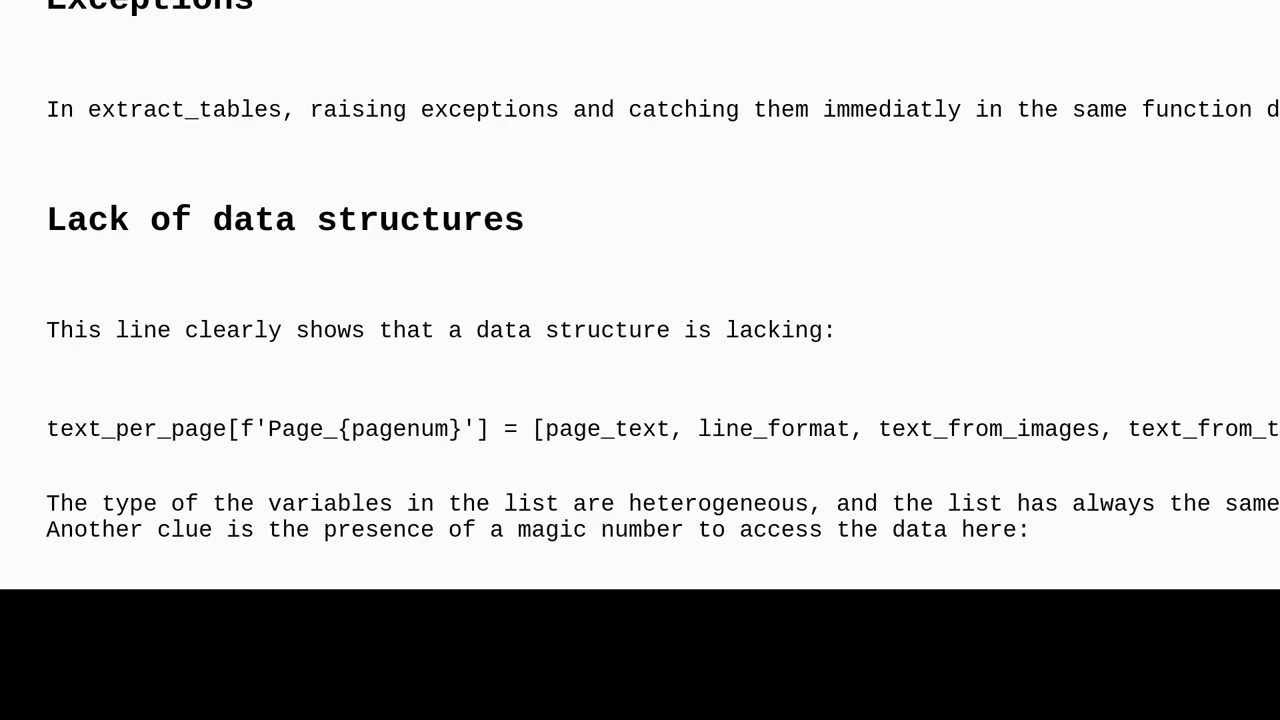 Exceptions
In extract_tables, raising exceptions and catching them immediatly in the same function
Lack of data structures
This line clearly shows that a data structure is lacking:
text_per_page[f'Page_{pagenum}'] = [page_text, line_format, text_from_images, text_from_t
The type of the variables in the list are heterogeneous, and the list has always the same
Another clue is the presence of a magic number to access the data here: